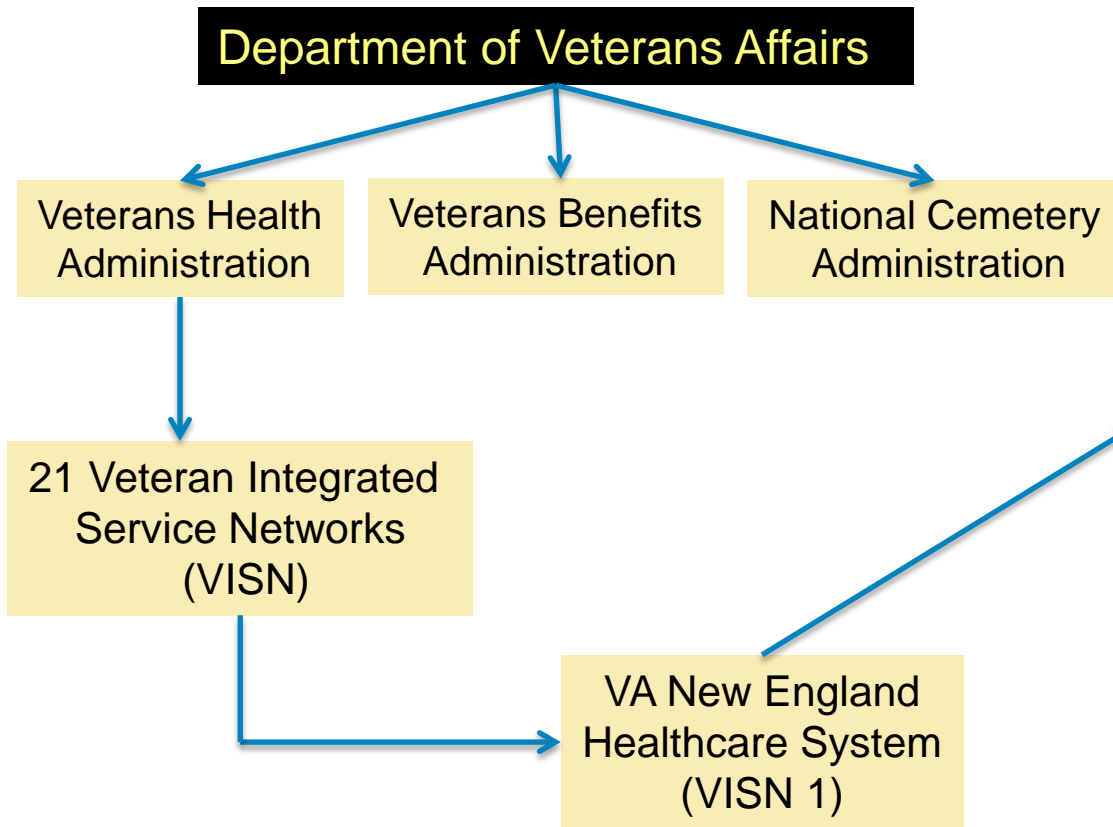 Department of Veterans Affairs
Veterans Health
Administration
Veterans Benefits
Administration
National Cemetery
Administration
21 Veteran Integrated
Service Networks
(VISN)
VA New England
Healthcare System
(VISN 1)